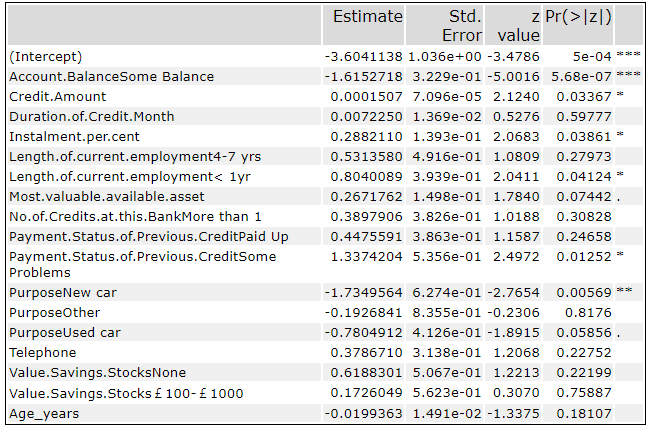 Estimate Std. Error z value Pr(>|z|)
(Intercept) -3.6041138 1.036e+00 -3.4786 5e-04 ***
Account.BalanceSome Balance -1.6152718 3.229e-01 -5.0016 5.68e-07 ***
Credit.Amount 0.0001507 7.096e-05 2.1240 0.03367 *
Duration.of.Credit.Month 0.0072250 1.369e-02 0.5276 0.59777
Instalment.per.cent 0.2882110 1.393e-01 2.0683 0.03861 *
Length.of.current.employment4-7 yrs 0.5313580 4.916e-01 1.0809 0.27973
Length.of.current.employment< 1yr 0.8040089 3.939e-01 2.0411 0.04124 *
Most.valuable.available.asset 0.2671762 1.498e-01 1.7840 0.07442 .
No.of.Credits.at.this.BankMore than 1 0.3897906 3.826e-01 1.0188 0.30828
Payment.Status.of.Previous.CreditPaid Up 0.4475591 3.863e-01 1.1587 0.24658
Payment.Status.of.Previous.CreditSome 1.3374204 5.356e-01 2.4972 0.01252 *
Problems
PurposeNew car -1.7349564 6.274e-01 -2.7654 0.00569 **
PurposeOther -0.1926841 8.355e-01 -0.2306 0.8176
PurposeUsed car -0.7804912 4.126e-01 -1.8915 0.05856 .
Telephone 0.3786710 3.138e-01 1.2068 0.22752
Value.Savings.StocksNone 0.6188301 5.067e-01 1.2213 0.22199
Value.Savings.Stocks£100-£1000 0.1726049 5.623e-01 0.3070 0.75887
Age_years -0.0199363 1.491e-02 -1.3375 0.18107